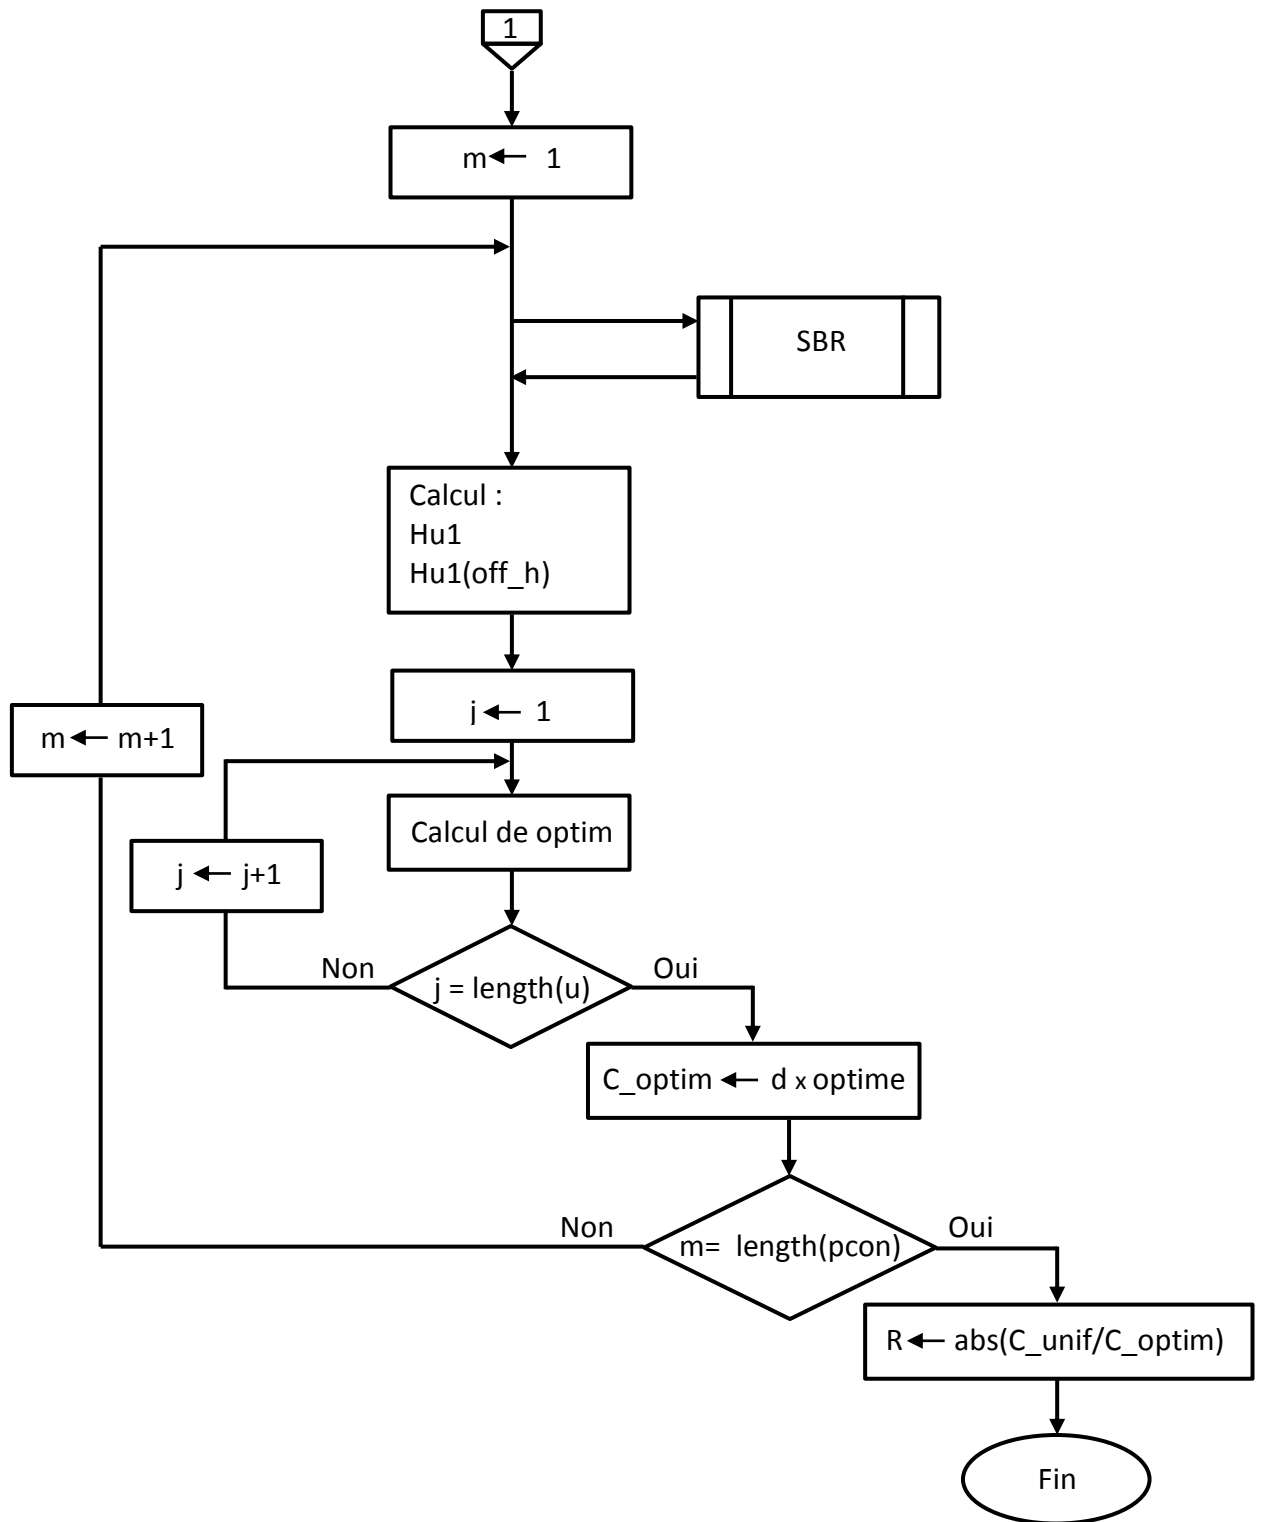 1
m ← 1
SBR
Calcul :
Hu1
Hu1(off_h)
j ← 1
m ← m+1
Calcul de optim
j ← j+1
Non
j = length(u)
Oui
C_optim ← d x optime
Non
m= length(pcon)
Oui
R ← abs(C_unif/C_optim)
Fin